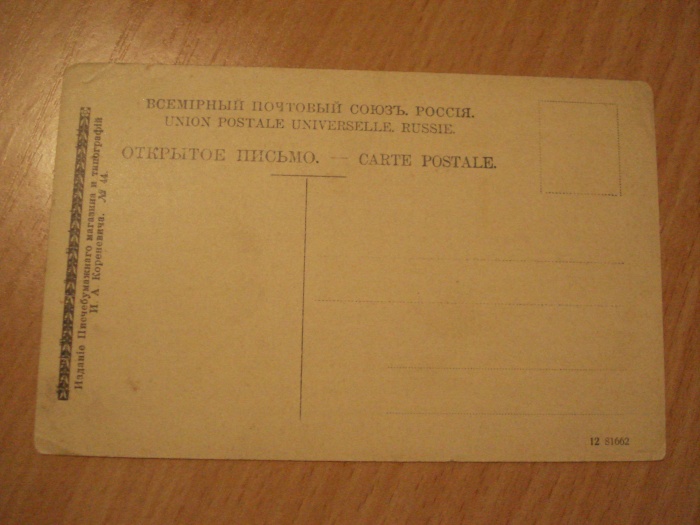 ВСЕМІРНЫЙ ПОЧТОВЫЙ СОЮЗЪ. РОССІЯ.
UNION POSTALE UNIVERSELLE. RUSSIE.
ОТКРЫТОЕ ПИСЬМО. — CARTE POSTALE.
Изданіе Писчебумажнаго магазина и типографіи
И. А. Кореневича. № 44.
12 81662